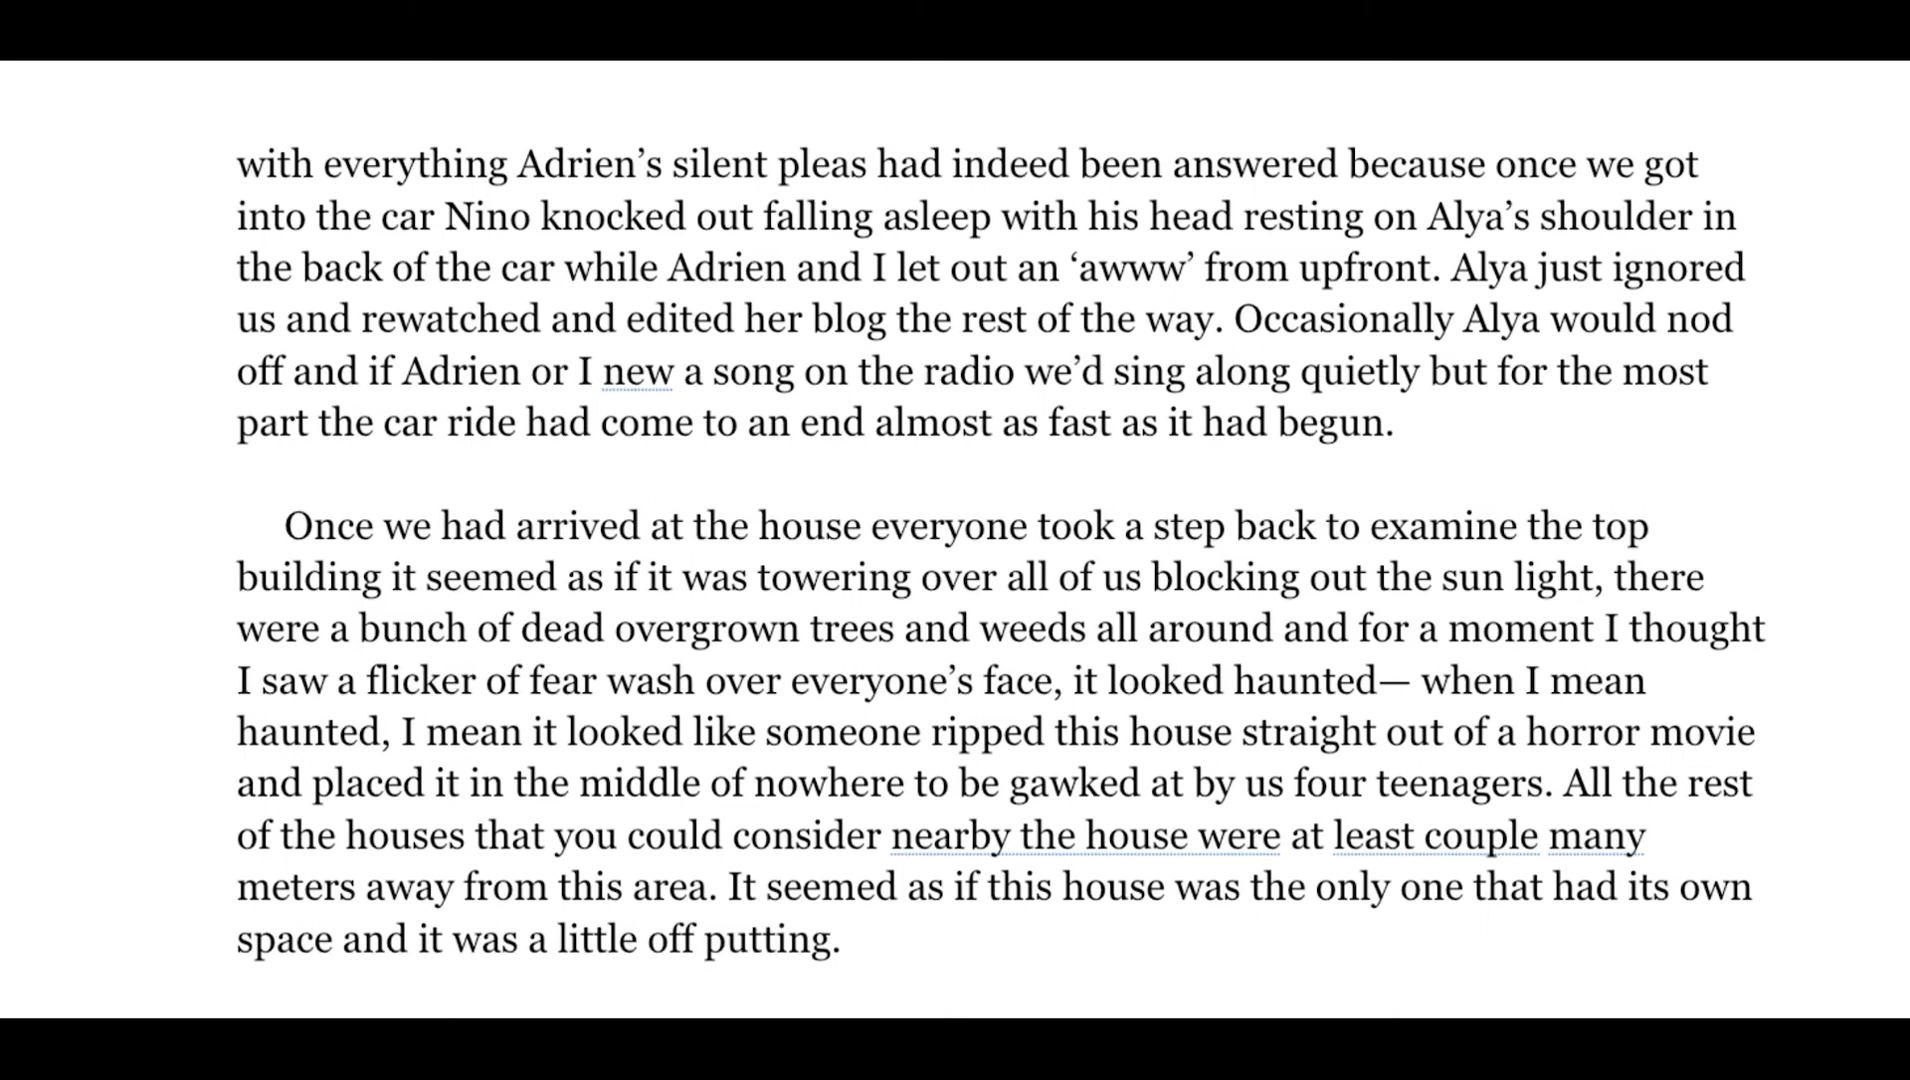 with everything Adrien’s silent pleas had indeed been answered because once we got
into the car Nino knocked out falling asleep with his head resting on Alya’s shoulder in
the back of the car while Adrien and I let out an ‘awww’ from upfront. Alya just ignored
us and rewatched and edited her blog the rest of the way. Occasionally Alya would nod
off and if Adrien or I new a song on the radio we’d sing along quietly but for the most
part the car ride had come to an end almost as fast as it had begun.
Once we had arrived at the house everyone took a step back to examine the top
building it seemed as if it was towering over all of us blocking out the sun light, there
were a bunch of dead overgrown trees and weeds all around and for a moment I thought
I saw a flicker of fear wash over everyone’s face, it looked haunted— when I mean
haunted, I mean it looked like someone ripped this house straight out of a horror movie
and placed it in the middle of nowhere to be gawked at by us four teenagers. All the rest
of the houses that you could consider nearby the house were at least couple many
meters away from this area. It seemed as if this house was the only one that had its own
space and it was a little off putting.